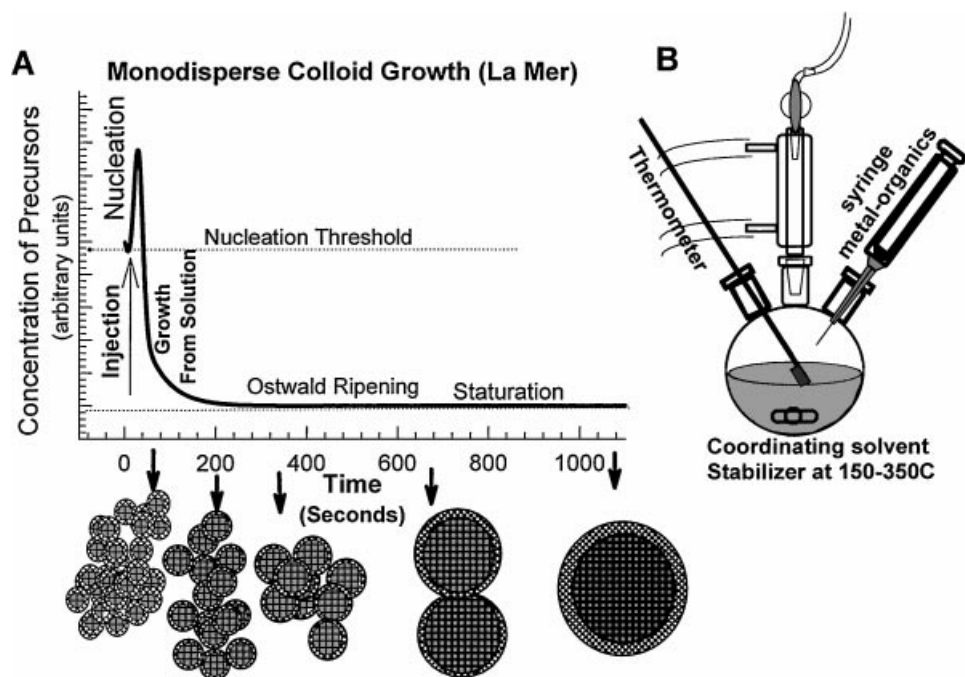 A
Monodisperse Colloid Growth (La Mer)
Concentration of Precursors
(arbitrary units)
Nucleation
Nucleation Threshold
Injection
Growth
From Solution
Ostwald Ripening
Staturation
0 200 400 600 800 1000
Time
(Seconds)
B
Thermometer
syringe
metal-organics
Coordinating solvent
Stabilizer at 150-350C